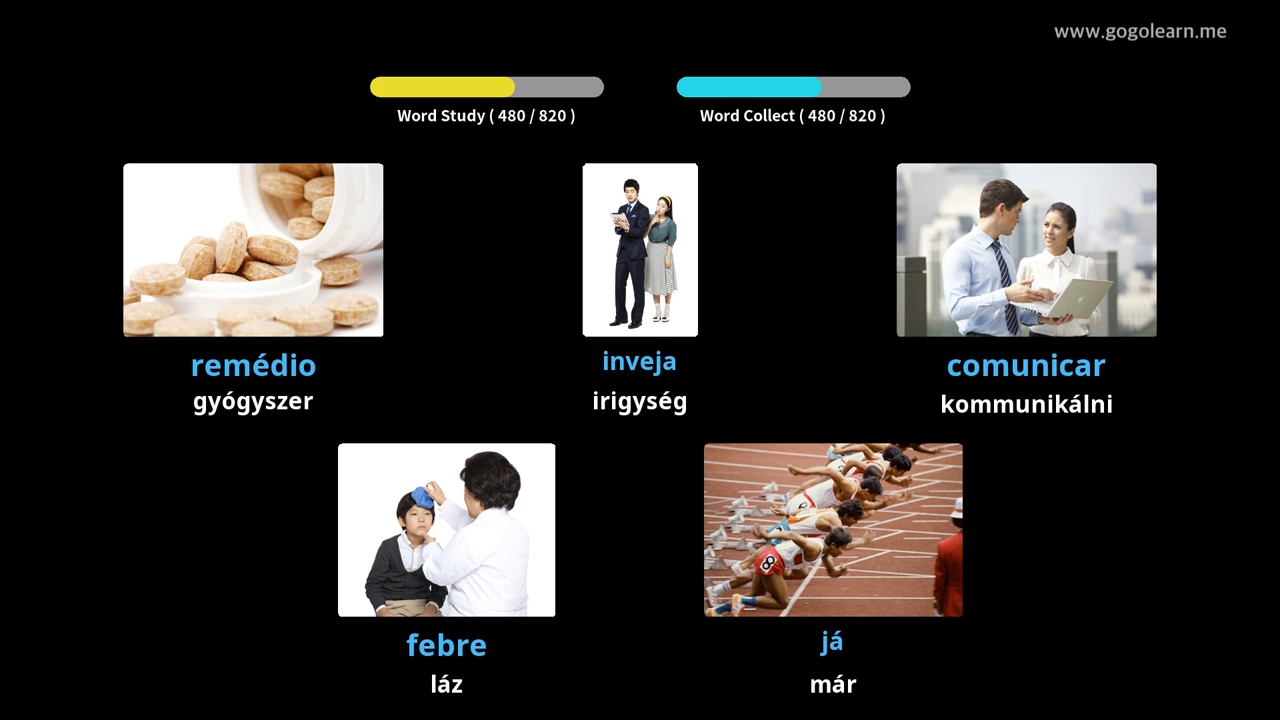 www.gogolearn.me
Word Study ( 480 / 820 )
Word Collect ( 480 / 820 )
remédio
gyógyszer
inveja
irigység
comunicar
kommunikálni
febre
láz
já
már